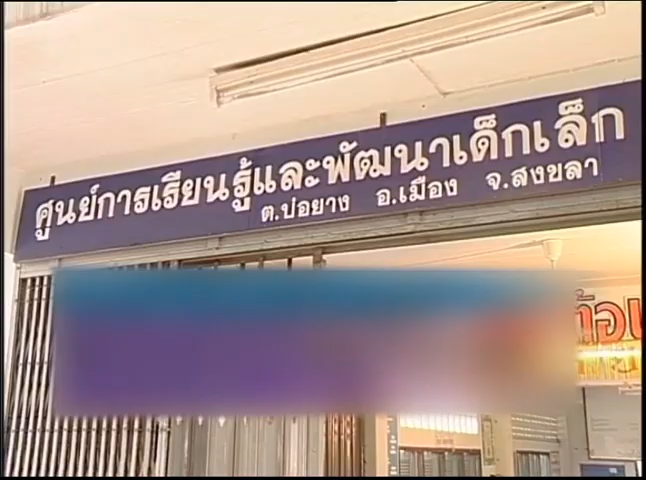 ศูนย์การเรียนรู้และพัฒนาเด็กเล็ก
ต.บ่อยาง อ.เมือง จ.สงขลา